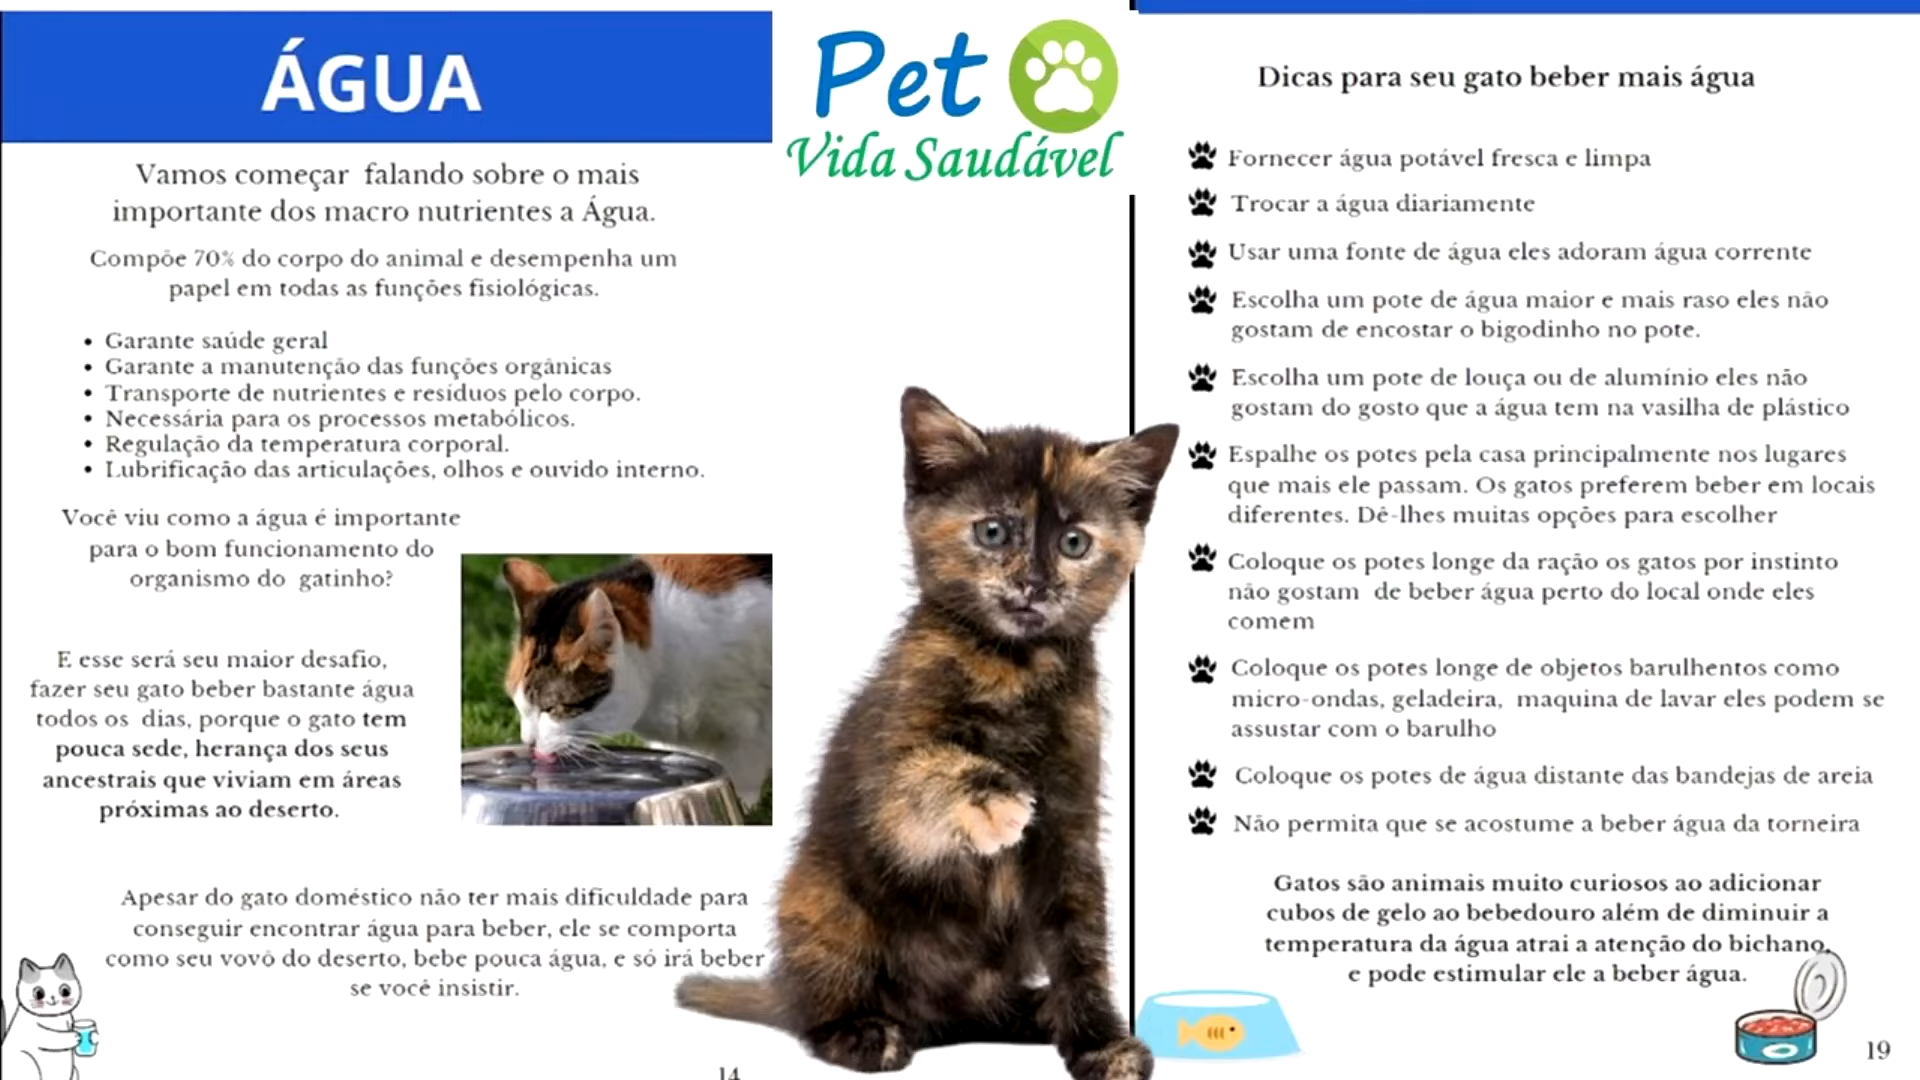 ÁGUA
Vamos começar falando sobre o mais
importante dos macro nutrientes a Água.
Compõe 70% do corpo do animal e desempenha um
papel em todas as funções fisiológicas.
• Garante saúde geral
• Garante a manutenção das funções orgânicas
• Transporte de nutrientes e resíduos pelo corpo.
• Necessária para os processos metabólicos.
• Regulação da temperatura corporal.
• Lubrificação das articulações, olhos e ouvido interno.
Você viu como a água é importante
para o bom funcionamento do
organismo do gatinho?
E esse será seu maior desafio,
fazer seu gato beber bastante água
todos os dias, porque o gato tem
pouca sede, herança dos seus
ancestrais que viviam em áreas
próximas ao deserto.
Apesar do gato doméstico não ter mais dificuldade para
conseguir encontrar água para beber, ele se comporta
como seu vovô do deserto, bebe pouca água, e só irá beber
se você insistir.
14
Pet
Vida Saudável
Dicas para seu gato beber mais água
Fornecer água potável fresca e limpa
Trocar a água diariamente
Usar uma fonte de água eles adoram água corrente
Escolha um pote de água maior e mais raso eles não
gostam de encostar o bigodinho no pote.
Escolha um pote de louça ou de alumínio eles não
gostam do gosto que a água tem na vasilha de plástico
Espalhe os potes pela casa principalmente nos lugares
que mais ele passam. Os gatos preferem beber em locais
diferentes. Dê-lhes muitas opções para escolher
Coloque os potes longe da ração os gatos por instinto
não gostam de beber água perto do local onde eles
comem
Coloque os potes longe de objetos barulhentos como
micro-ondas, geladeira, maquina de lavar eles podem se
assustar com o barulho
Coloque os potes de água distante das bandejas de areia
Não permita que se acostume a beber água da torneira
Gatos são animais muito curiosos ao adicionar
cubos de gelo ao bebedouro além de diminuir a
temperatura da água atrai a atenção do bichano,
e pode estimular ele a beber água.
19